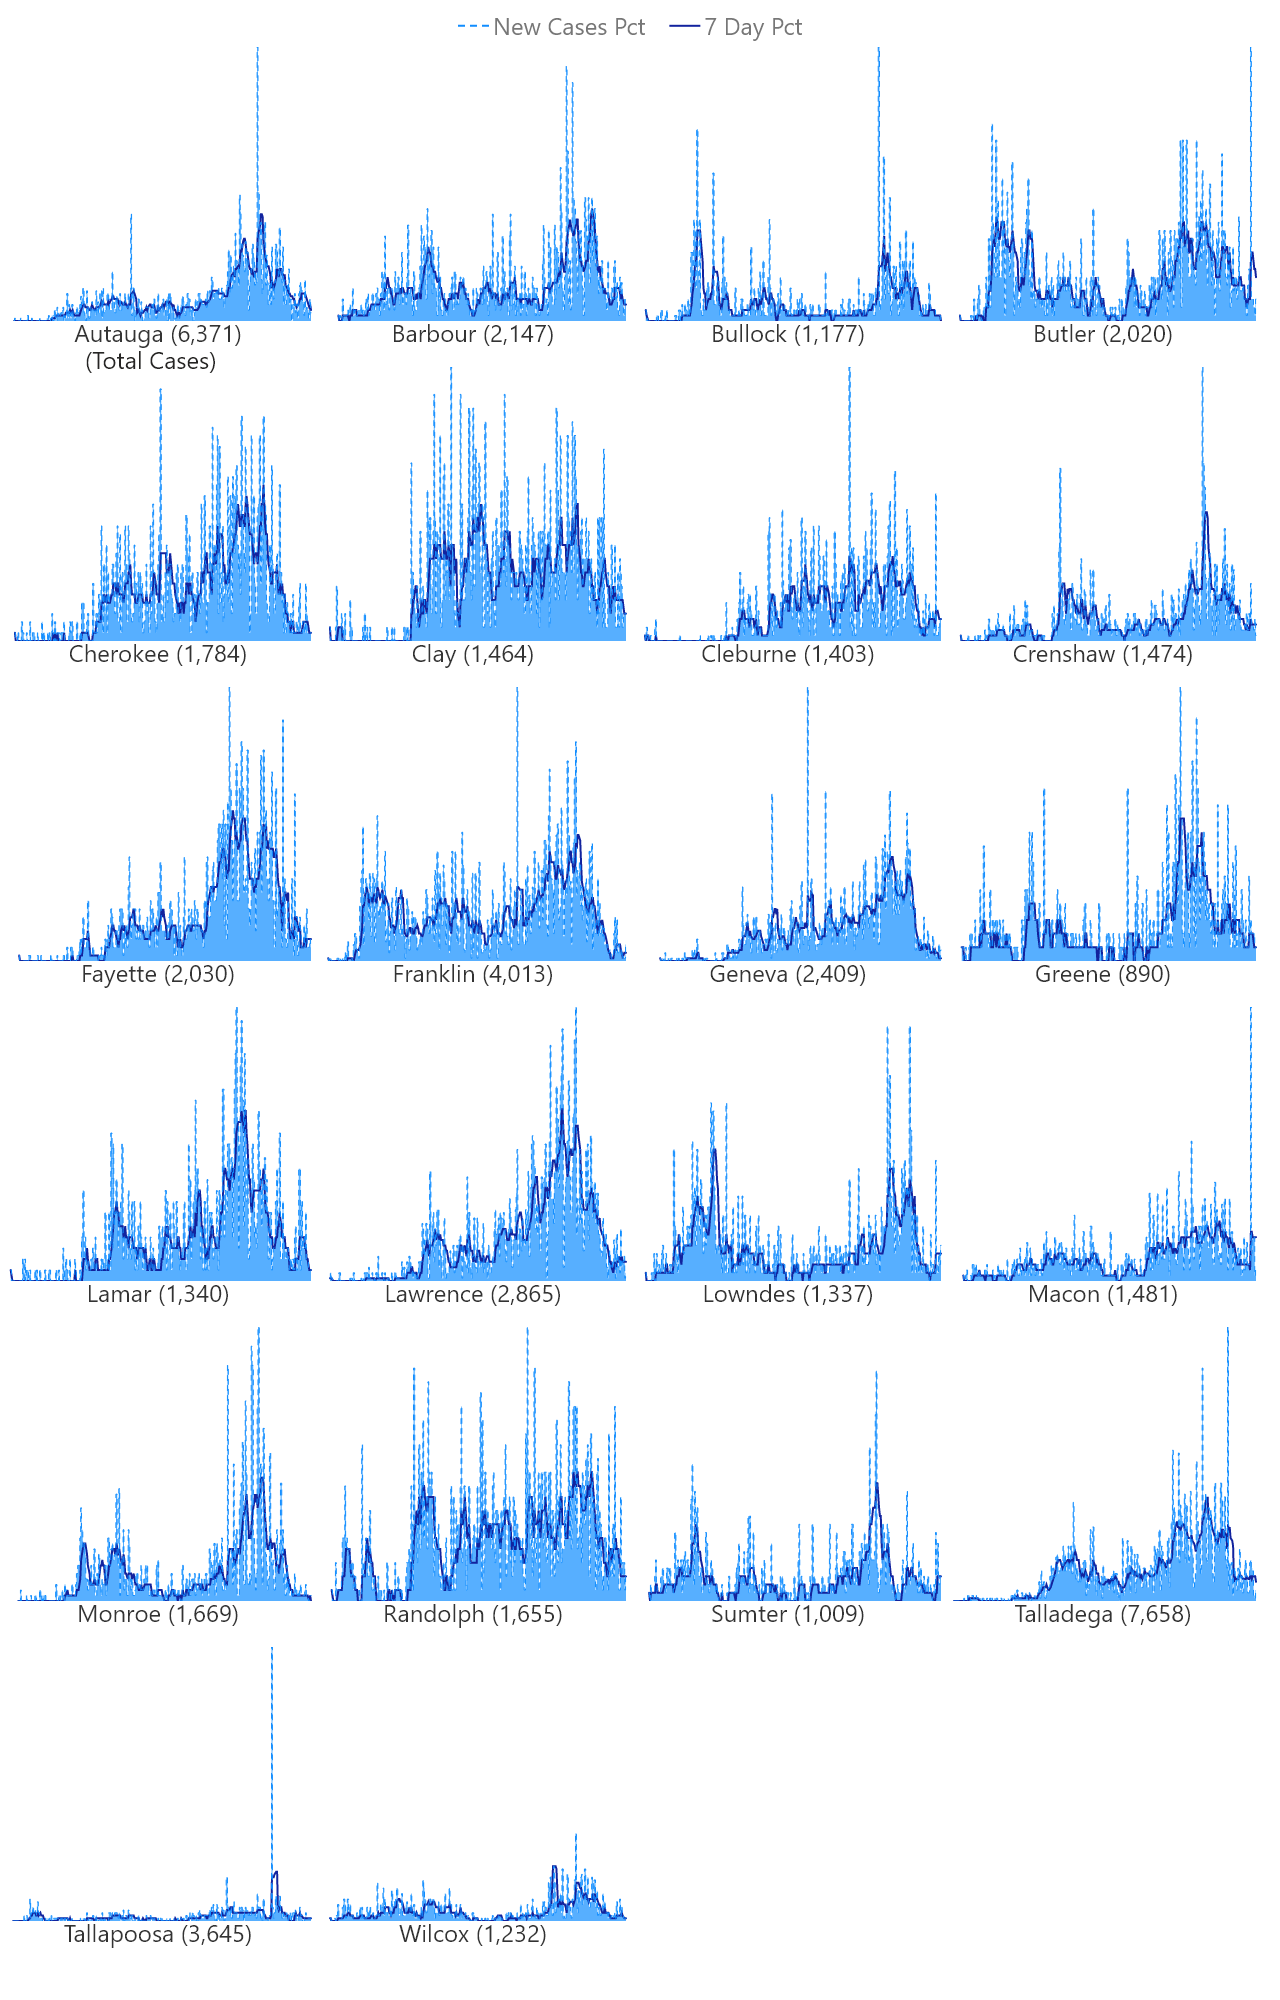 New Cases Pct 7 Day Pct
Autauga (6,371) Barbour (2,147) Bullock (1,177) Butler (2,020)
(Total Cases)
Cherokee (1,784) Clay (1,464) Cleburne (1,403) Crenshaw (1,474)
Fayette (2,030) Franklin (4,013) Geneva (2,409) Greene (890)
Lamar (1,340) Lawrence (2,865) Lowndes (1,337) Macon (1,481)
Monroe (1,669) Randolph (1,655) Sumter (1,009) Talladega (7,658)
Tallapoosa (3,645) Wilcox (1,232)